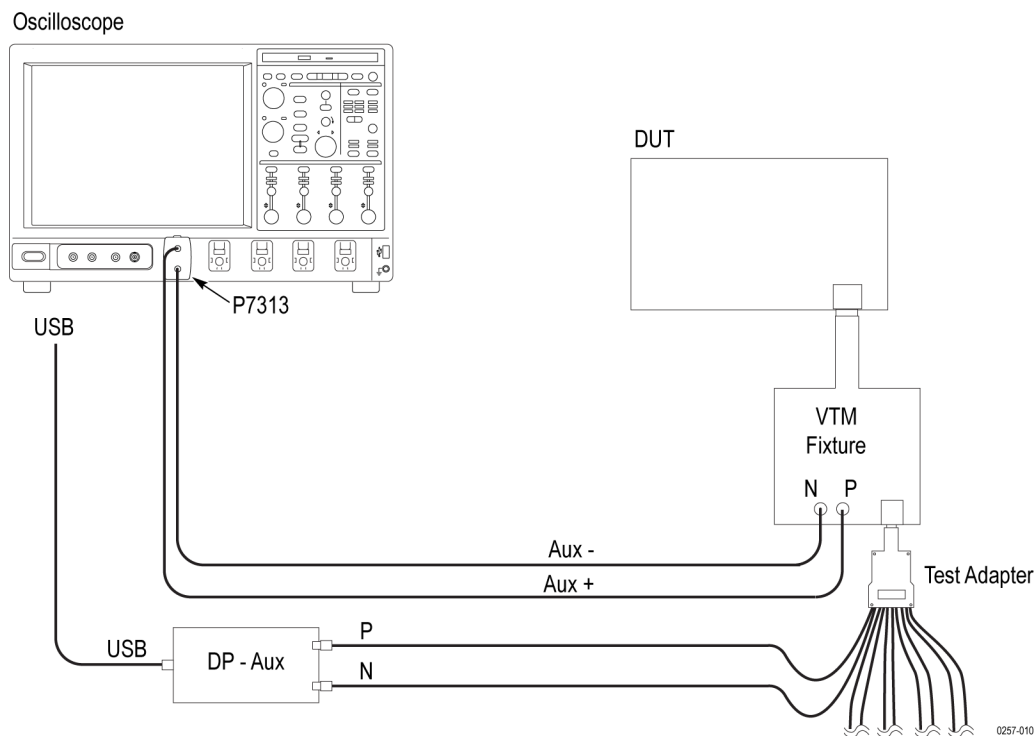 Oscilloscope
DUT
P7313
USB
VTM
Fixture
N P
Aux -
Aux +
Test Adapter
USB
DP - Aux
P
N
0257-010